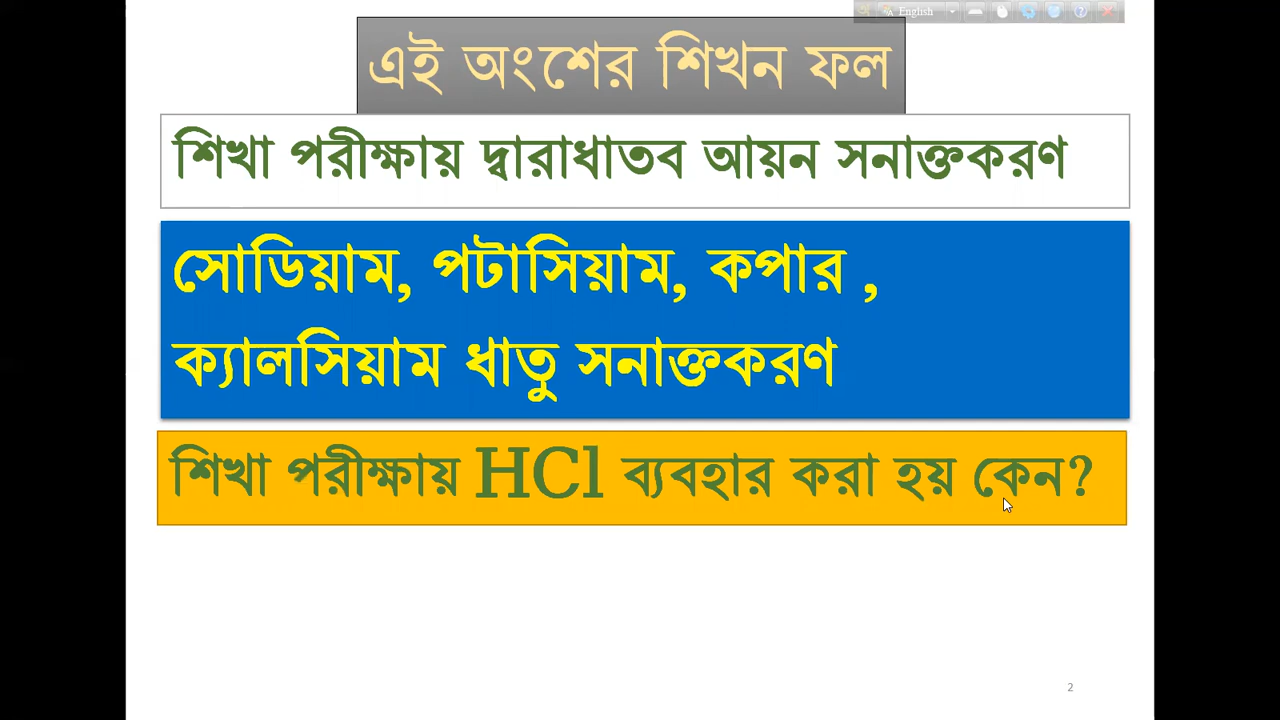 English
এই অংশের শিখন ফল
শিখা পরীক্ষায় দ্বারাধাতব আয়ন সনাক্তকরণ
সোডিয়াম, পটাসিয়াম, কপার ,
ক্যালসিয়াম ধাতু সনাক্তকরণ
শিখা পরীক্ষায় HCl ব্যবহার করা হয় কেন?
2